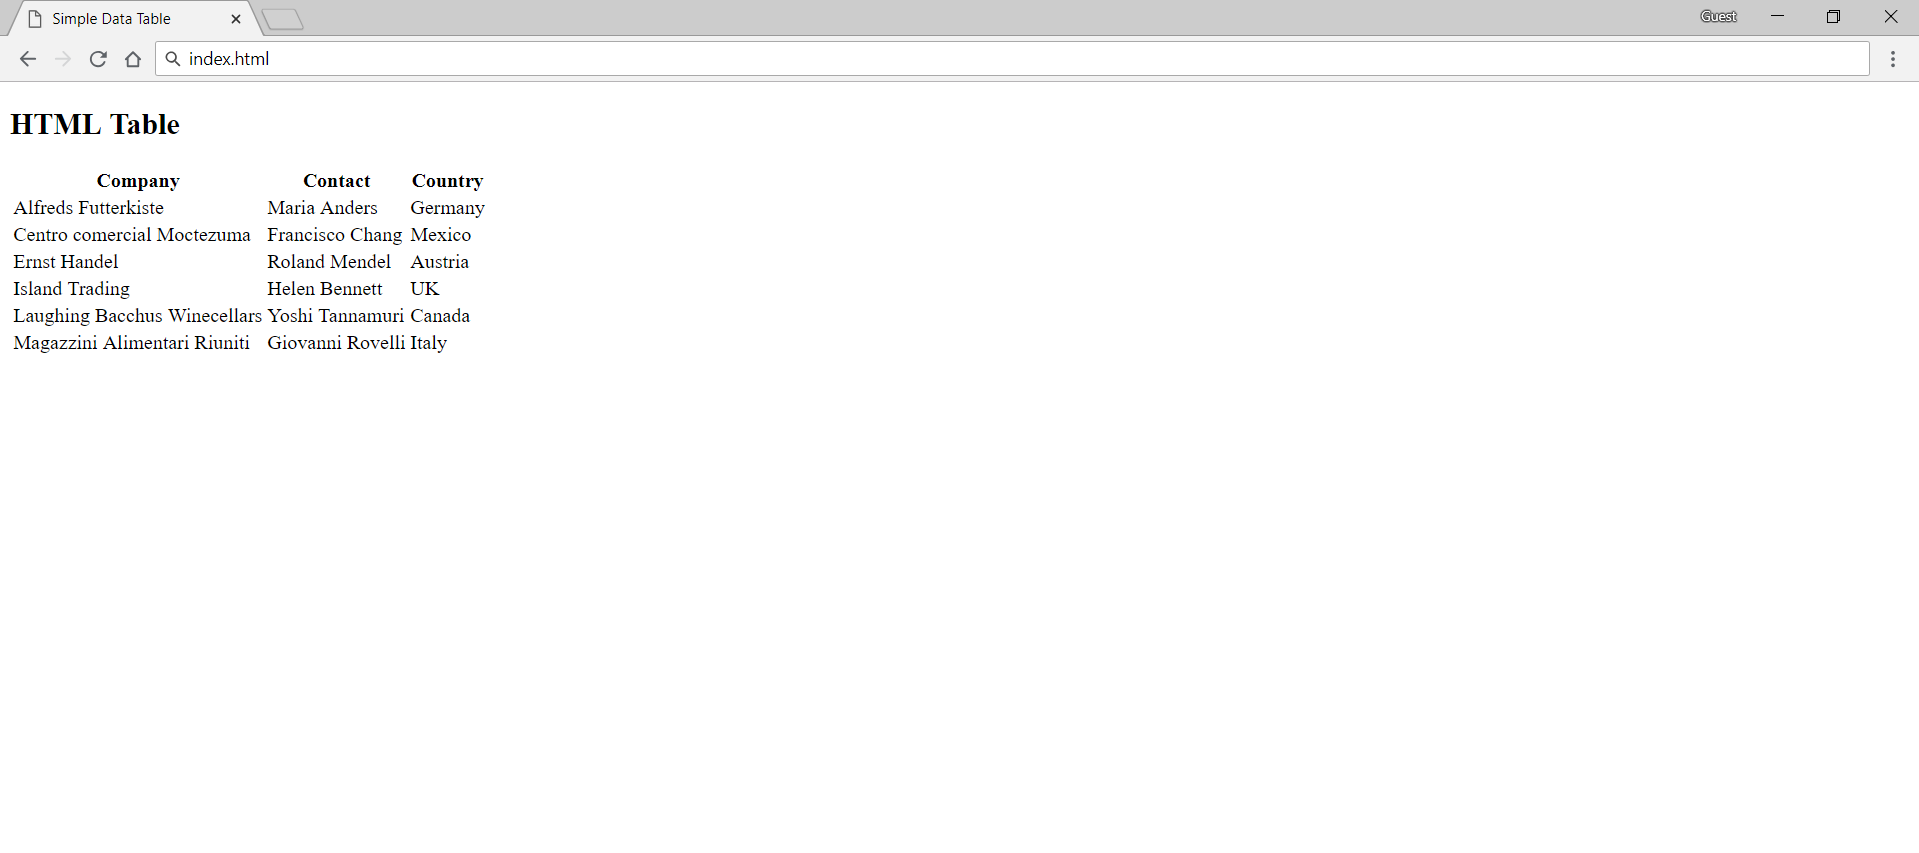 Simple Data Table
Guest
index.html
HTML Table
Company Contact Country
Alfreds Futterkiste Maria Anders Germany
Centro comercial Moctezuma Francisco Chang Mexico
Ernst Handel Roland Mendel Austria
Island Trading Helen Bennett UK
Laughing Bacchus Winecellars Yoshi Tannamuri Canada
Magazzini Alimentari Riuniti Giovanni Rovelli Italy